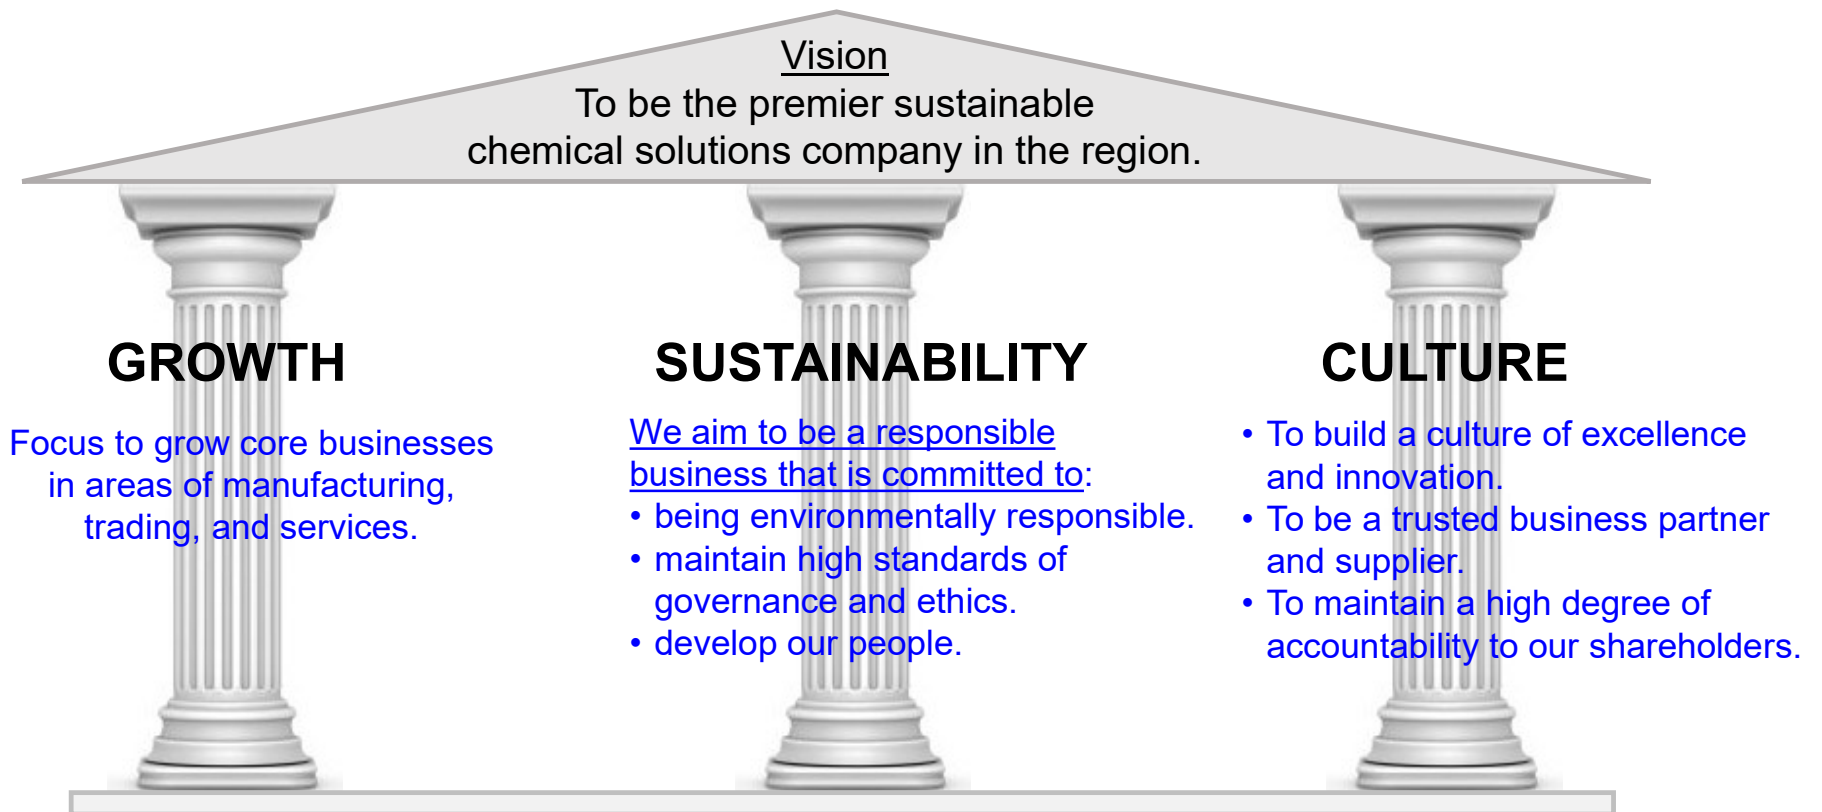 Vision
To be the premier sustainable
chemical solutions company in the region.
GROWTH
Focus to grow core businesses
in areas of manufacturing,
trading, and services.
SUSTAINABILITY
We aim to be a responsible
business that is committed to:
• being environmentally responsible.
• maintain high standards of
governance and ethics.
• develop our people.
CULTURE
• To build a culture of excellence
and innovation.
• To be a trusted business partner
and supplier.
• To maintain a high degree of
accountability to our shareholders.